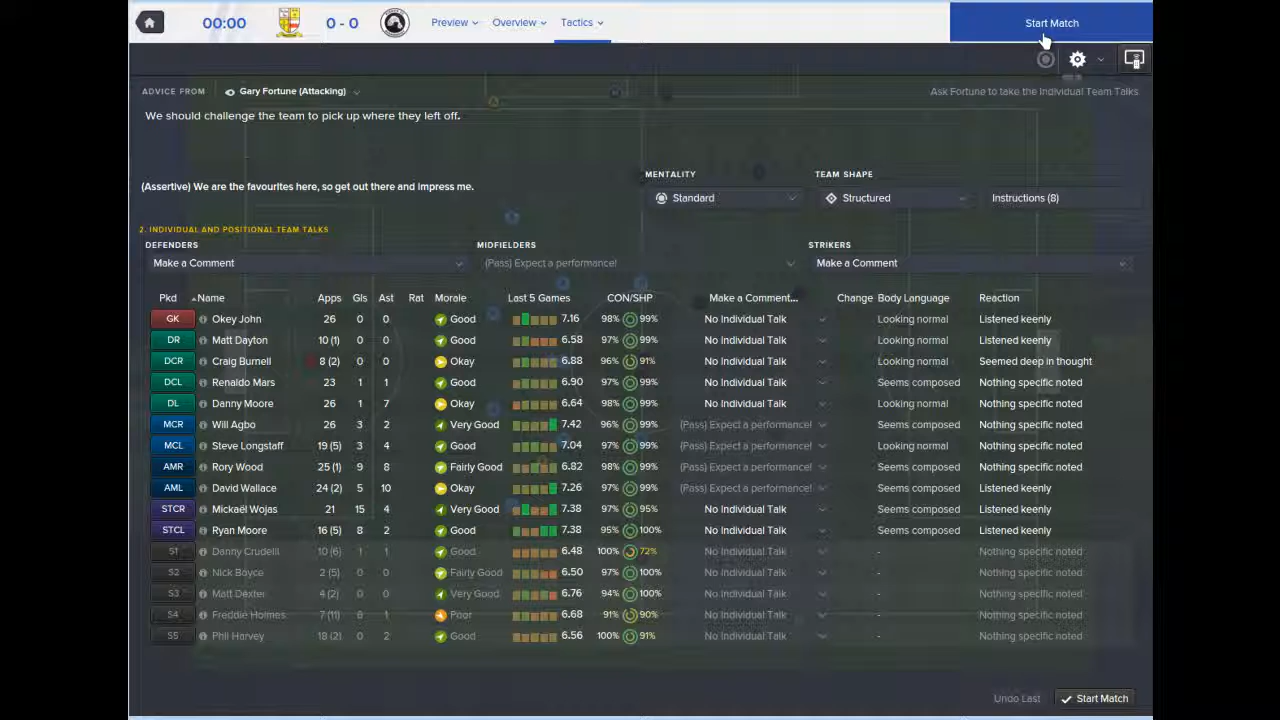 00:00 0 - 0 Preview Overview Tactics Start Match
ADVICE FROM Gary Fortune (Attacking) Ask Fortune to take the Individual Team Talks
We should challenge the team to pick up where they left off.
MENTALITY TEAM SHAPE
(Assertive) We are the favourites here, so get out there and impress me. Standard Structured Instructions (8)
2. INDIVIDUAL AND POSITIONAL TEAM TALKS
DEFENDERS MIDFIELDERS STRIKERS
Make a Comment (Pass) Expect a performance! Make a Comment
Pkd Name Apps Gls Ast Rat Morale Last 5 Games CON/SHP Make a Comment... Change Body Language Reaction
GK Okey John 26 0 0 Good 7.16 98% 99% No Individual Talk Looking normal Listened keenly
DR Matt Dayton 10 (1) 0 0 Good 6.58 97% 99% No Individual Talk Looking normal Listened keenly
DCR Craig Burnell 8 (2) 0 0 Okay 6.88 96% 91% No Individual Talk Looking normal Seemed deep in thought
DCL Renaldo Mars 23 1 1 Good 6.90 97% 99% No Individual Talk Seems composed Nothing specific noted
DL Danny Moore 26 1 7 Okay 6.64 98% 99% No Individual Talk Looking normal Nothing specific noted
MCR Will Agbo 26 3 2 Very Good 7.42 96% 99% (Pass) Expect a performance! Seems composed Nothing specific noted
MCL Steve Longstaff 19 (5) 3 4 Good 7.04 97% 99% (Pass) Expect a performance! Looking normal Nothing specific noted
AMR Rory Wood 25 (1) 9 8 Fairly Good 6.82 98% 99% (Pass) Expect a performance! Seems composed Nothing specific noted
AML David Wallace 24 (2) 5 10 Okay 7.26 97% 99% (Pass) Expect a performance! Seems composed Listened keenly
STCR Mickaël Wojas 21 15 4 Very Good 7.38 97% 95% No Individual Talk Seems composed Listened keenly
STCL Ryan Moore 16 (5) 8 2 Good 7.38 95% 100% No Individual Talk Seems composed Listened keenly
S1 Danny Crudelli 10 (6) 1 1 Good 6.48 100% 72% No Individual Talk - Nothing specific noted
S2 Nick Boyce 2 (5) 0 0 Fairly Good 6.50 97% 100% No Individual Talk - Nothing specific noted
S3 Matt Dexter 4 (2) 0 0 Very Good 6.76 94% 100% No Individual Talk - Nothing specific noted
S4 Freddie Holmes 7 (11) 8 1 Poor 6.68 91% 90% No Individual Talk - Nothing specific noted
S5 Phil Harvey 18 (2) 0 2 Good 6.56 100% 91% No Individual Talk - Nothing specific noted
Undo Last Start Match